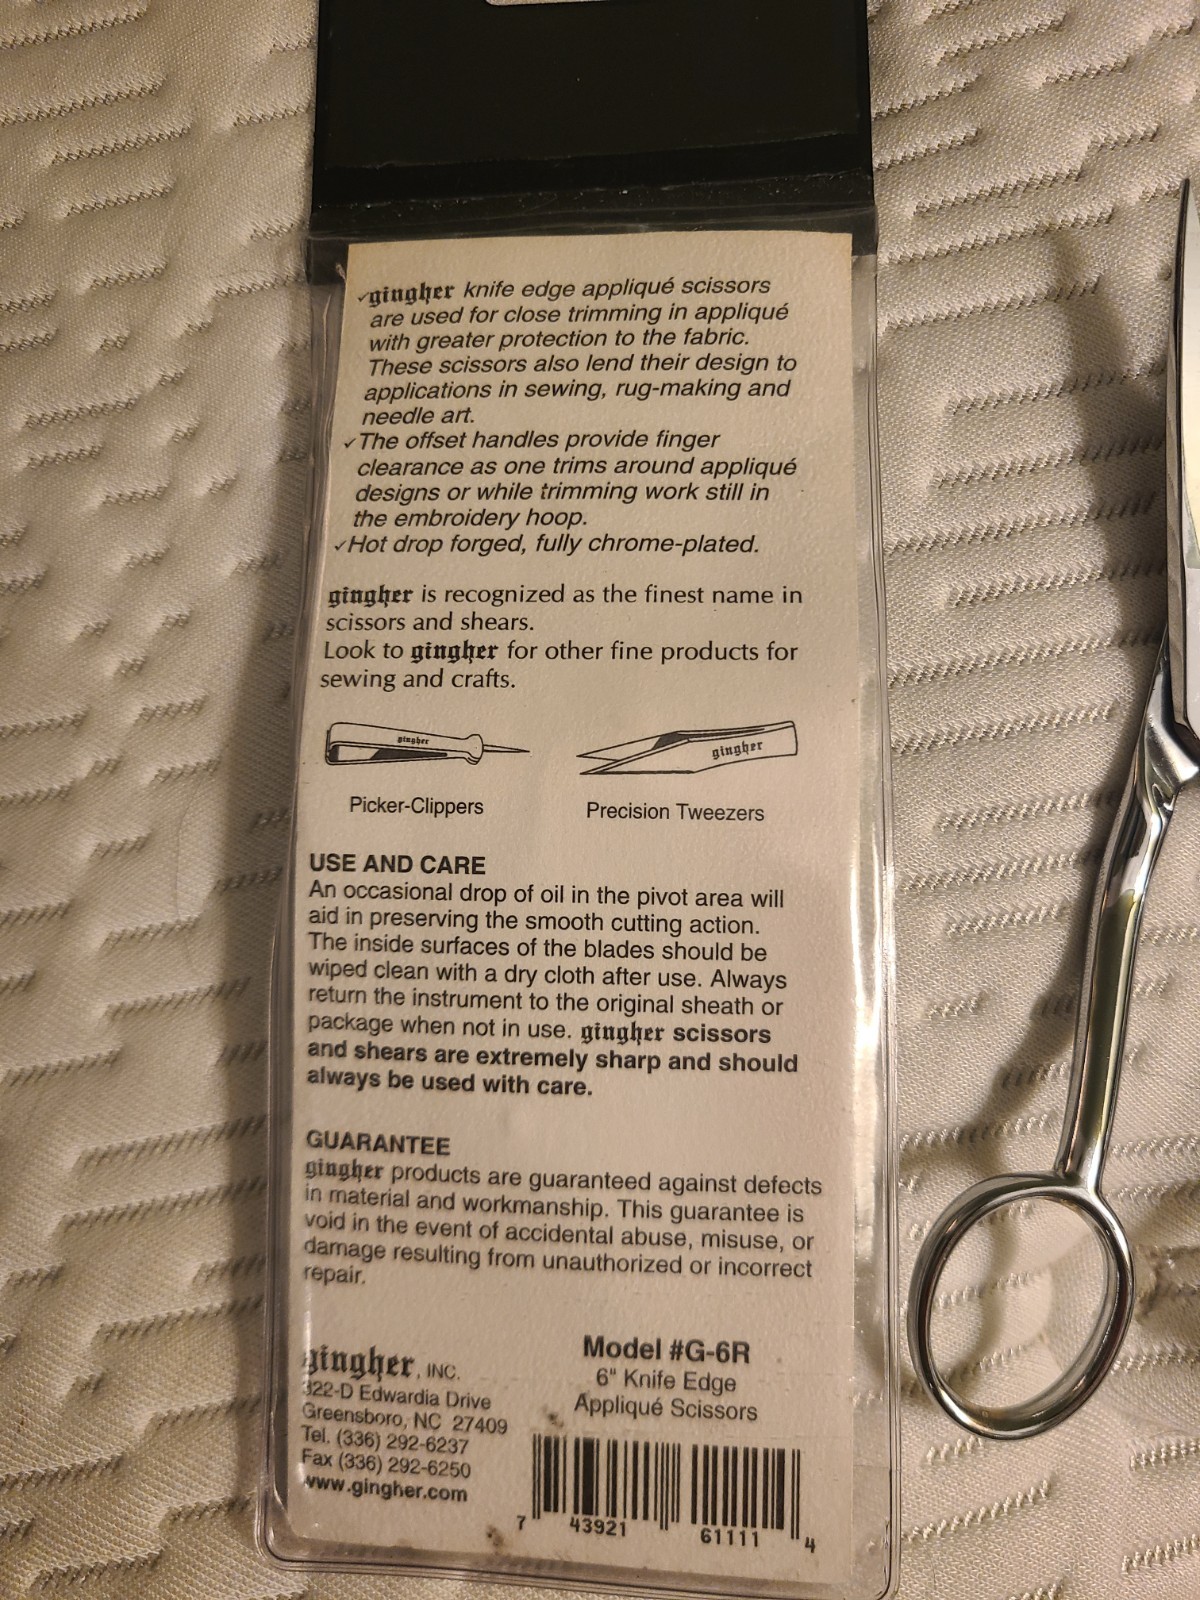 ✓gingher knife edge appliqué scissors
are used for close trimming in appliqué
with greater protection to the fabric.
These scissors also lend their design to
applications in sewing, rug-making and
needle art.
✓The offset handles provide finger
clearance as one trims around appliqué
designs or while trimming work still in
the embroidery hoop.
✓Hot drop forged, fully chrome-plated.
gingher is recognized as the finest name in
scissors and shears.
Look to gingher for other fine products for
sewing and crafts.
gingher
gingher
Picker-Clippers
Precision Tweezers
USE AND CARE
An occasional drop of oil in the pivot area will
aid in preserving the smooth cutting action.
The inside surfaces of the blades should be
wiped clean with a dry cloth after use. Always
return the instrument to the original sheath or
package when not in use. gingher scissors
and shears are extremely sharp and should
always be used with care.
GUARANTEE
gingher products are guaranteed against defects
in material and workmanship. This guarantee is
void in the event of accidental abuse, misuse, or
damage resulting from unauthorized or incorrect
repair.
gingher, INC.
322-D Edwardia Drive
Greensboro, NC 27409
Tel. (336) 292-6237
Fax (336) 292-6250
www.gingher.com
Model #G-6R
6" Knife Edge
Appliqué Scissors
7 43921 61111 4